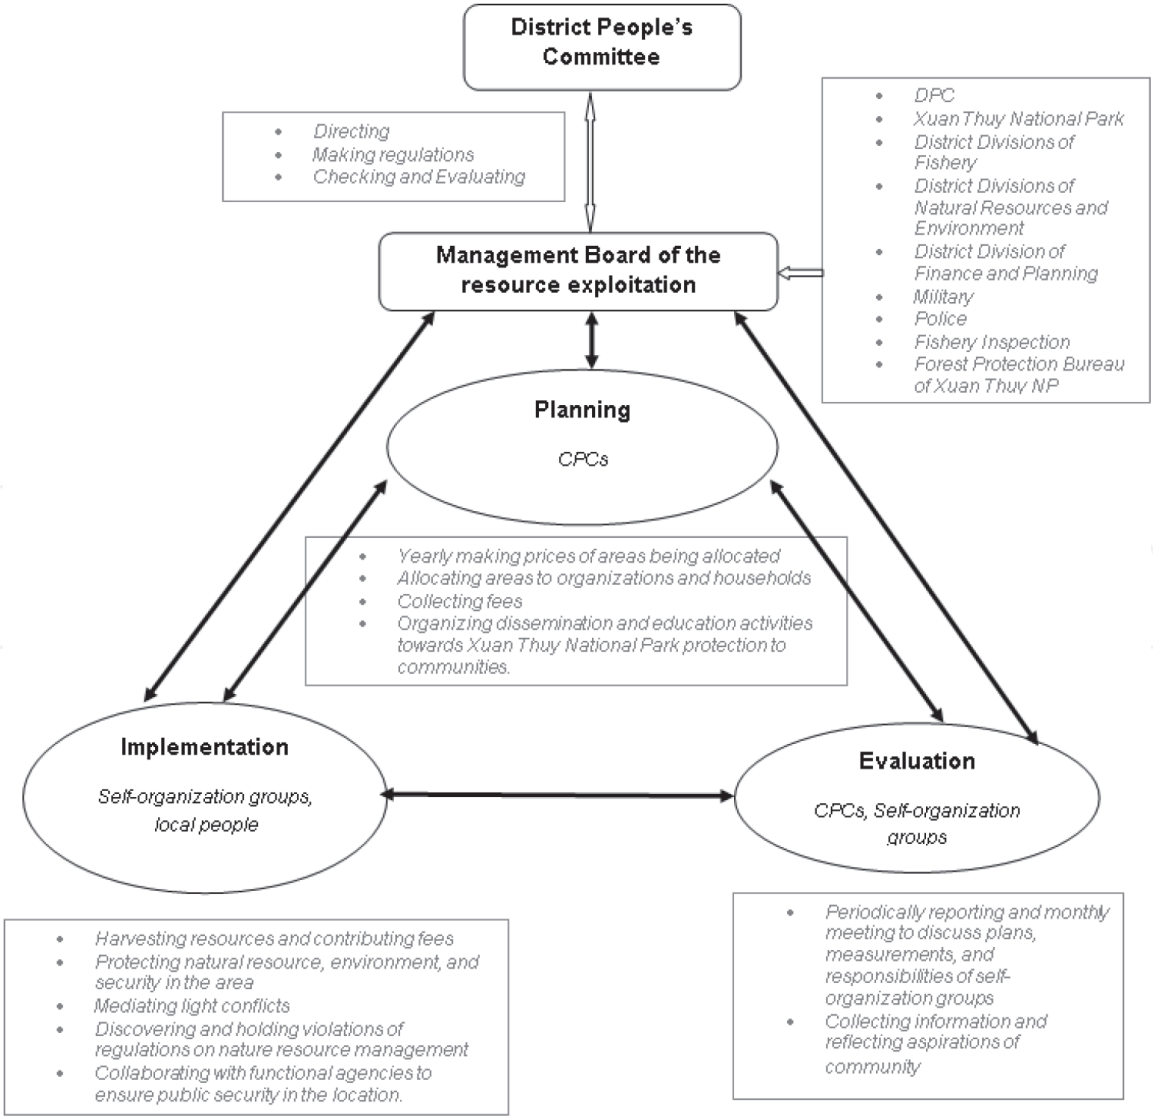 District People's
Committee
• Directing
• Making regulations
• Checking and Evaluating
• DPC
• Xuan Thuy National Park
• District Divisions of
Fishery
• District Divisions of
Natural Resources and
Environment
• District Division of
Finance and Planning
• Military
• Police
• Fishery Inspection
• Forest Protection Bureau
of Xuan Thuy NP
Management Board of the
resource exploitation
Planning
CPCs
• Yearly making prices of areas being allocated
• Allocating areas to organizations and households
• Collecting fees
• Organizing dissemination and education activities
towards Xuan Thuy National Park protection to
communities.
Implementation
Self-organization groups,
local people
Evaluation
CPCs, Self-organization
groups
• Harvesting resources and contributing fees
• Protecting natural resource, environment, and
security in the area
• Mediating light conflicts
• Discovering and holding violations of
regulations on nature resource management
• Collaborating with functional agencies to
ensure public security in the location.
• Periodically reporting and monthly
meeting to discuss plans,
measurements, and
responsibilities of self-
organization groups
• Collecting information and
reflecting aspirations of
community